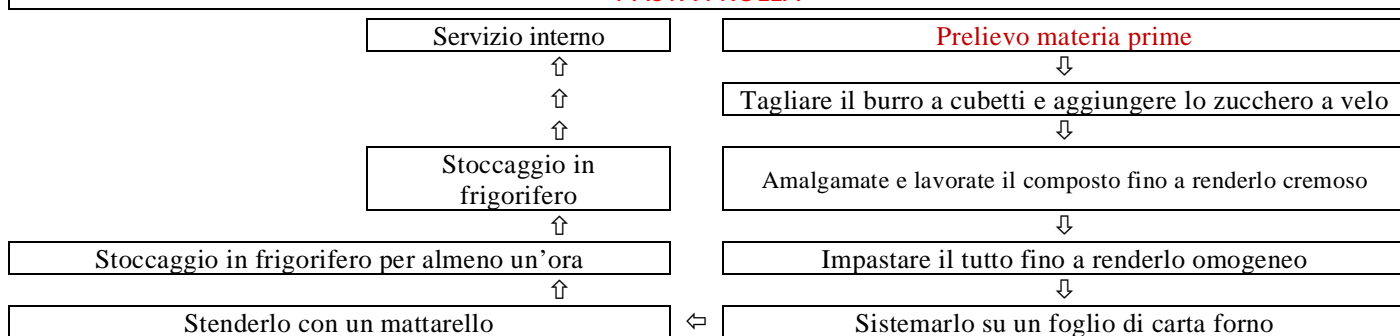 Servizio interno
Prelievo materia prime
Tagliare il burro a cubetti e aggiungere lo zucchero a velo
Stoccaggio in
frigorifero
Amalgamate e lavorate il composto fino a renderlo cremoso
Stoccaggio in frigorifero per almeno un'ora
Impastare il tutto fino a renderlo omogeneo
Stenderlo con un mattarello
Sistemarlo su un foglio di carta forno